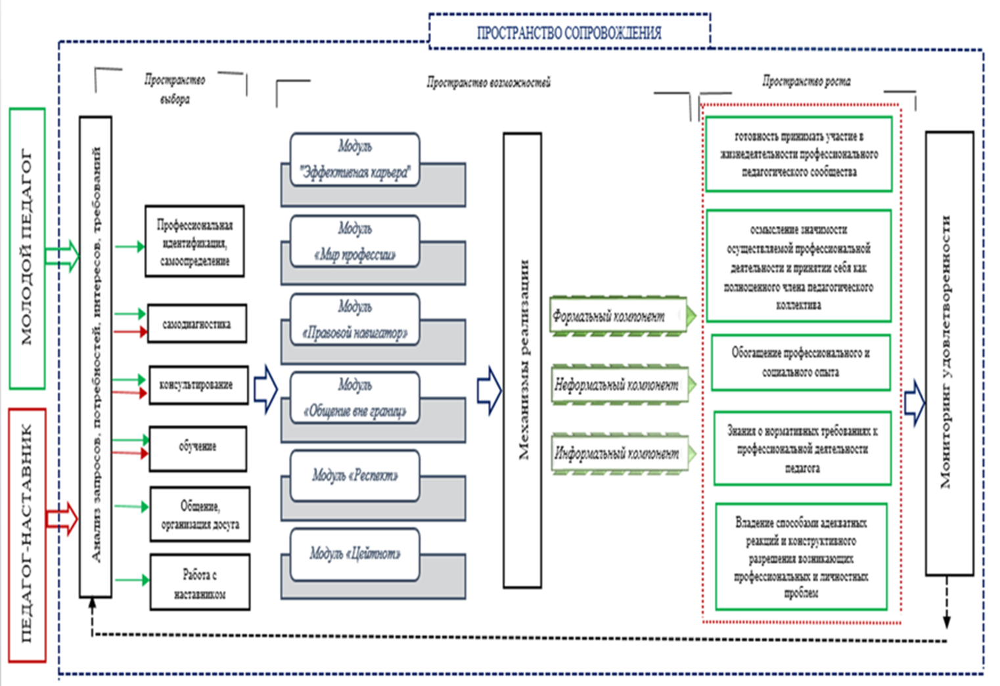 ПРОСТРАНСТВО СОПРОВОЖДЕНИЯ
Пространство
выбора
Пространство возможностей
Пространство роста
МОЛОДОЙ ПЕДАГОГ
ПЕДАГОГ-НАСТАВНИК
Анализ запросов, потребностей, интересов, требований
Профессиональная
идентификация,
самоопределение
самодиагностика
консультирование
обучение
Общение,
организация досуга
Работа с
наставником
Модуль
"Эффективная карьера"
Модуль
«Мир профессии»
Модуль
«Правовой навигатор»
Модуль
«Общение вне границ»
Модуль «Респект»
Модуль «Цейтнот»
Механизмы реализации
Формальный компонент
Неформальный компонент
Информальный компонент
готовность принимать участие в
жизнедеятельности профессионального
педагогического сообщества
осмысление значимости
осуществляемой профессиональной
деятельности и принятии себя как
полноценного члена педагогического
коллектива
Обогащение профессионального и
социального опыта
Знания о нормативных требованиях к
профессиональной деятельности
педагога
Владение способами адекватных
реакций и конструктивного
разрешения возникающих
профессиональных и личностных
проблем
Мониторинг удовлетворенности